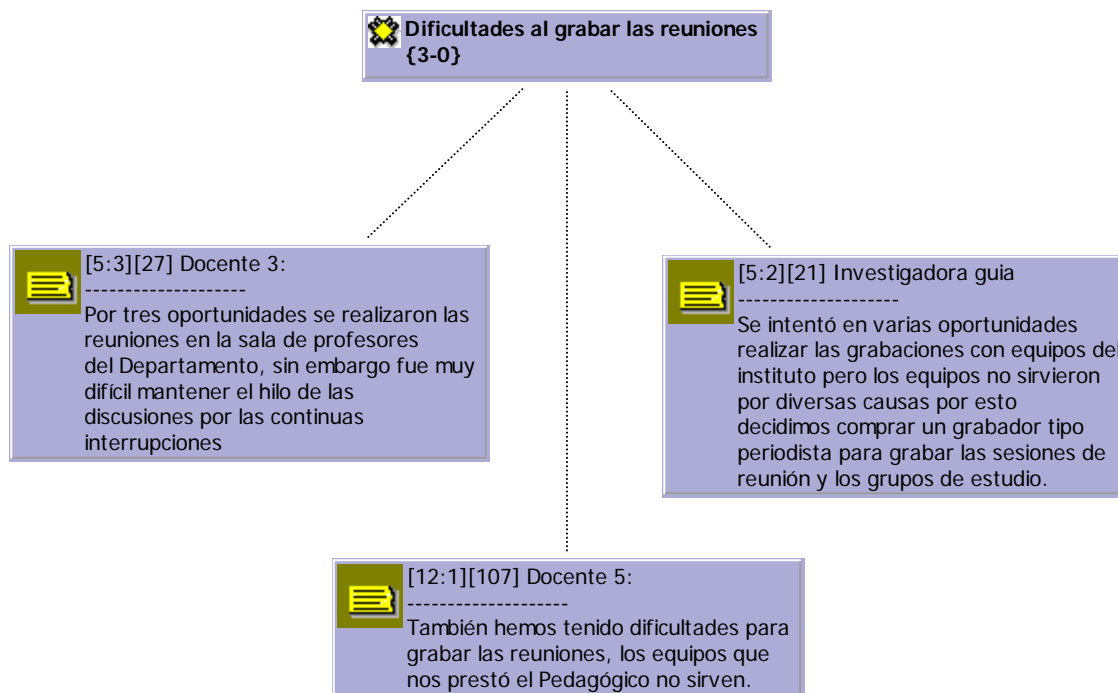 Dificultades al grabar las reuniones
{3-0}
[5:3][27] Docente 3:
--------------------
Por tres oportunidades se realizaron las
reuniones en la sala de profesores
del Departamento, sin embargo fue muy
difícil mantener el hilo de las
discusiones por las continuas
interrupciones
[5:2][21] Investigadora guia
--------------------
Se intentó en varias oportunidades
realizar las grabaciones con equipos del
instituto pero los equipos no sirvieron
por diversas causas por esto
decidimos comprar un grabador tipo
periodista para grabar las sesiones de
reunión y los grupos de estudio.
[12:1][107] Docente 5:
--------------------
También hemos tenido dificultades para
grabar las reuniones, los equipos que
nos prestó el Pedagógico no sirven.